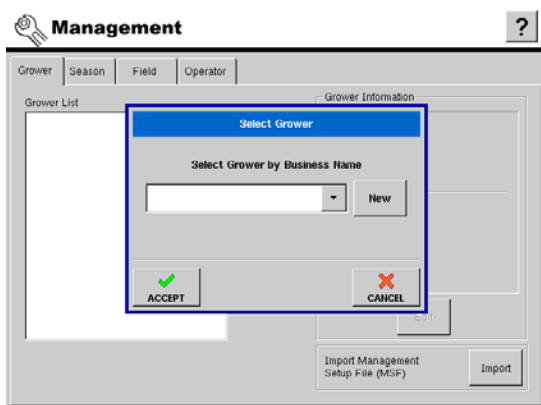 Management
?
Grower Season Field Operator
Grower List
Grower Information
Select Grower
Select Grower by Business Name
New
ACCEPT
CANCEL
Edit
Import Management
Setup File (MSF)
Import